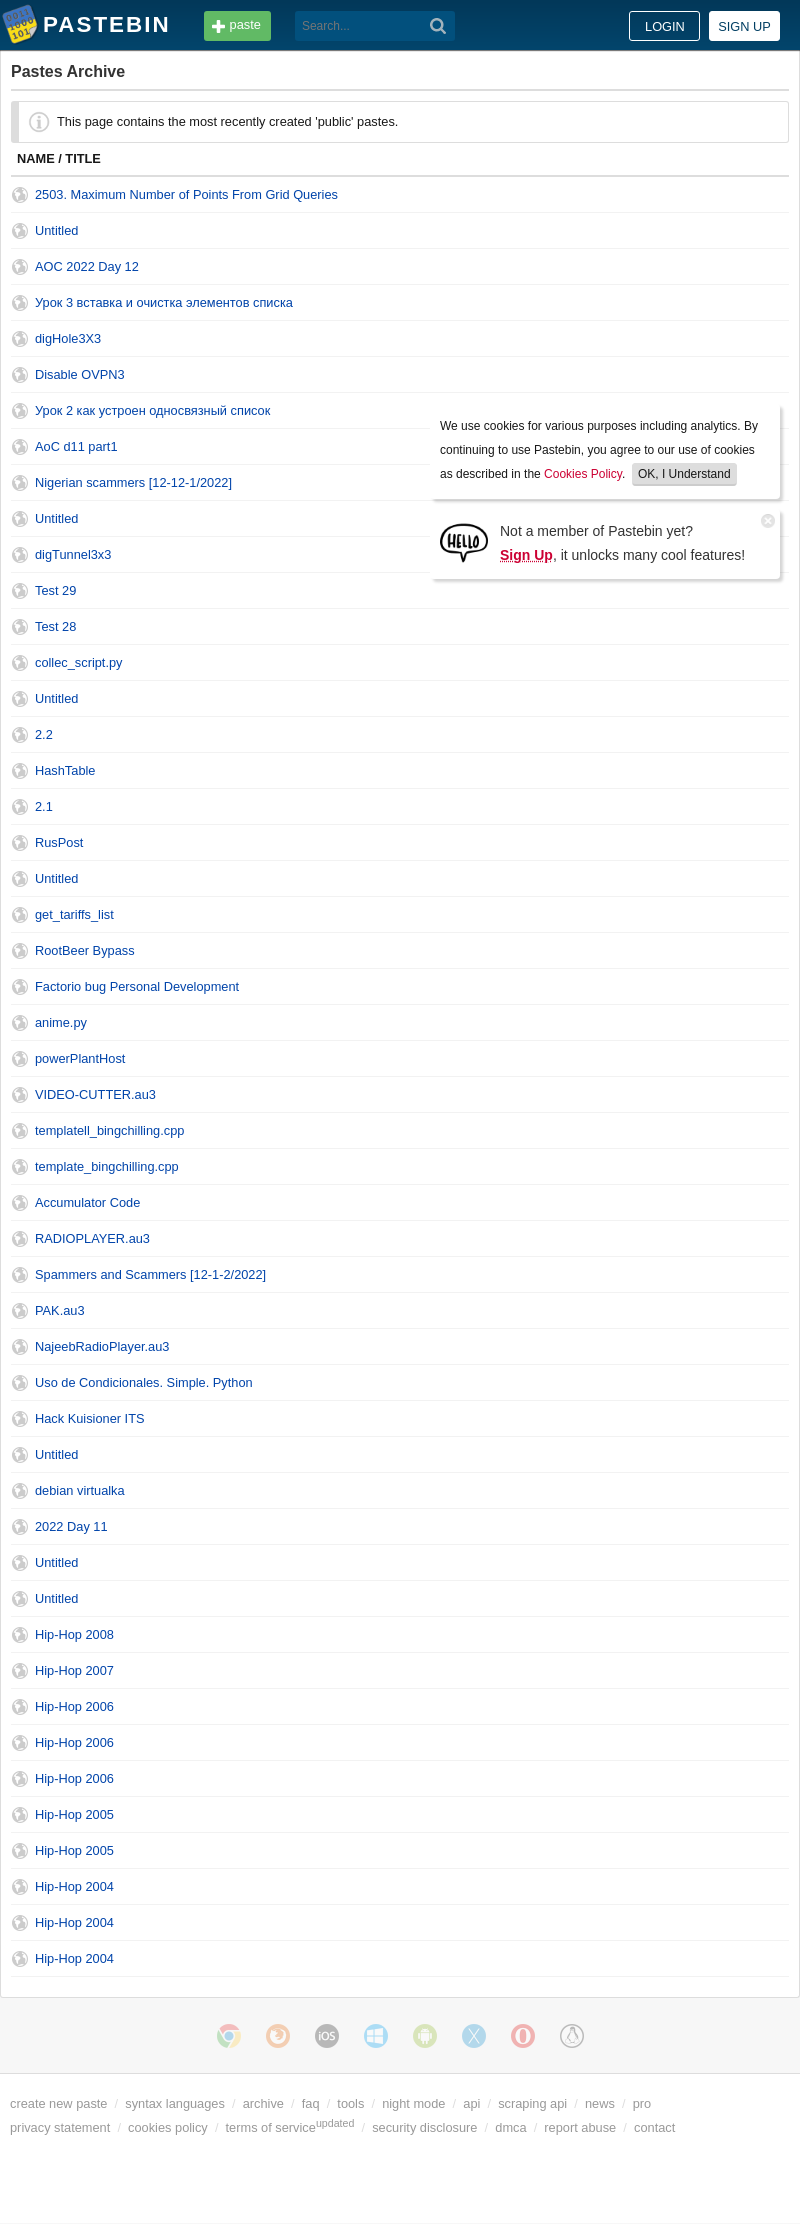 PASTEBIN paste Search... LOGIN SIGN UP
Pastes Archive
This page contains the most recently created 'public' pastes.
NAME / TITLE
2503. Maximum Number of Points From Grid Queries
Untitled
AOC 2022 Day 12
Урок 3 вставка и очистка элементов списка
digHole3X3
Disable OVPN3
Урок 2 как устроен односвязный список
AoC d11 part1
Nigerian scammers [12-12-1/2022]
Untitled
digTunnel3x3
We use cookies for various purposes including analytics. By
continuing to use Pastebin, you agree to our use of cookies
as described in the Cookies Policy. OK, I Understand
HELLO
Not a member of Pastebin yet?
Sign Up, it unlocks many cool features!
Test 29
Test 28
collec_script.py
Untitled
2.2
HashTable
2.1
RusPost
Untitled
get_tariffs_list
RootBeer Bypass
Factorio bug Personal Development
anime.py
powerPlantHost
VIDEO-CUTTER.au3
templatell_bingchilling.cpp
template_bingchilling.cpp
Accumulator Code
RADIOPLAYER.au3
Spammers and Scammers [12-1-2/2022]
PAK.au3
NajeebRadioPlayer.au3
Uso de Condicionales. Simple. Python
Hack Kuisioner ITS
Untitled
debian virtualka
2022 Day 11
Untitled
Untitled
Hip-Hop 2008
Hip-Hop 2007
Hip-Hop 2006
Hip-Hop 2006
Hip-Hop 2006
Hip-Hop 2005
Hip-Hop 2005
Hip-Hop 2004
Hip-Hop 2004
Hip-Hop 2004
iOS
create new paste / syntax languages / archive / faq / tools / night mode / api / scraping api / news / pro
privacy statement / cookies policy / terms of serviceupdated / security disclosure / dmca / report abuse / contact